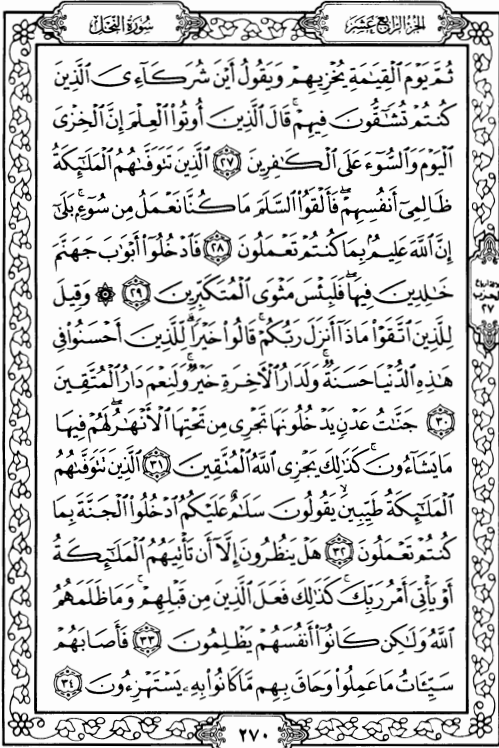 سُورَةُ النَّحْلِ
الجزء الرابع عشر
ثُمَّ يَوْمَ ٱلْقِيَٰمَةِ يُخْزِيهِمْ وَيَقُولُ أَيْنَ شُرَكَآءِىَ ٱلَّذِينَ
كُنتُمْ تُشَٰٓقُّونَ فِيهِمْ ۚ قَالَ ٱلَّذِينَ أُوتُوا۟ ٱلْعِلْمَ إِنَّ ٱلْخِزْىَ
ٱلْيَوْمَ وَٱلسُّوٓءَ عَلَى ٱلْكَٰفِرِينَ ٢٧ ٱلَّذِينَ تَتَوَفَّىٰهُمُ ٱلْمَلَٰٓئِكَةُ
ظَالِمِىٓ أَنفُسِهِمْ ۖ فَأَلْقَوُا۟ ٱلسَّلَمَ مَا كُنَّا نَعْمَلُ مِن سُوٓءٍۭ ۚ بَلَىٰٓ
إِنَّ ٱللَّهَ عَلِيمٌۢ بِمَا كُنتُمْ تَعْمَلُونَ ٢٨ فَٱدْخُلُوٓا۟ أَبْوَٰبَ جَهَنَّمَ
خَٰلِدِينَ فِيهَا ۖ فَلَبِئْسَ مَثْوَى ٱلْمُتَكَبِّرِينَ ٢٩ ۞ وَقِيلَ
لِلَّذِينَ ٱتَّقَوْا۟ مَاذَآ أَنزَلَ رَبُّكُمْ ۚ قَالُوا۟ خَيْرًا ۗ لِّلَّذِينَ أَحْسَنُوا۟ فِى
هَٰذِهِ ٱلدُّنْيَا حَسَنَةٌ ۚ وَلَدَارُ ٱلْءَاخِرَةِ خَيْرٌ ۚ وَلَنِعْمَ دَارُ ٱلْمُتَّقِينَ
٣٠ جَنَّٰتُ عَدْنٍ يَدْخُلُونَهَا تَجْرِى مِن تَحْتِهَا ٱلْأَنْهَٰرُ ۖ لَهُمْ فِيهَا
مَا يَشَآءُونَ ۚ كَذَٰلِكَ يَجْزِى ٱللَّهُ ٱلْمُتَّقِينَ ٣١ ٱلَّذِينَ تَتَوَفَّىٰهُمُ
ٱلْمَلَٰٓئِكَةُ طَيِّبِينَ ۙ يَقُولُونَ سَلَٰمٌ عَلَيْكُمُ ٱدْخُلُوا۟ ٱلْجَنَّةَ بِمَا
كُنتُمْ تَعْمَلُونَ ٣٢ هَلْ يَنظُرُونَ إِلَّآ أَن تَأْتِيَهُمُ ٱلْمَلَٰٓئِكَةُ
أَوْ يَأْتِىَ أَمْرُ رَبِّكَ ۚ كَذَٰلِكَ فَعَلَ ٱلَّذِينَ مِن قَبْلِهِمْ ۚ وَمَا ظَلَمَهُمُ
ٱللَّهُ وَلَٰكِن كَانُوٓا۟ أَنفُسَهُمْ يَظْلِمُونَ ٣٣ فَأَصَابَهُمْ
سَيِّـَٔاتُ مَا عَمِلُوا۟ وَحَاقَ بِهِم مَّا كَانُوا۟ بِهِۦ يَسْتَهْزِءُونَ ٣٤
الحزب
٢٧
٢٧٠